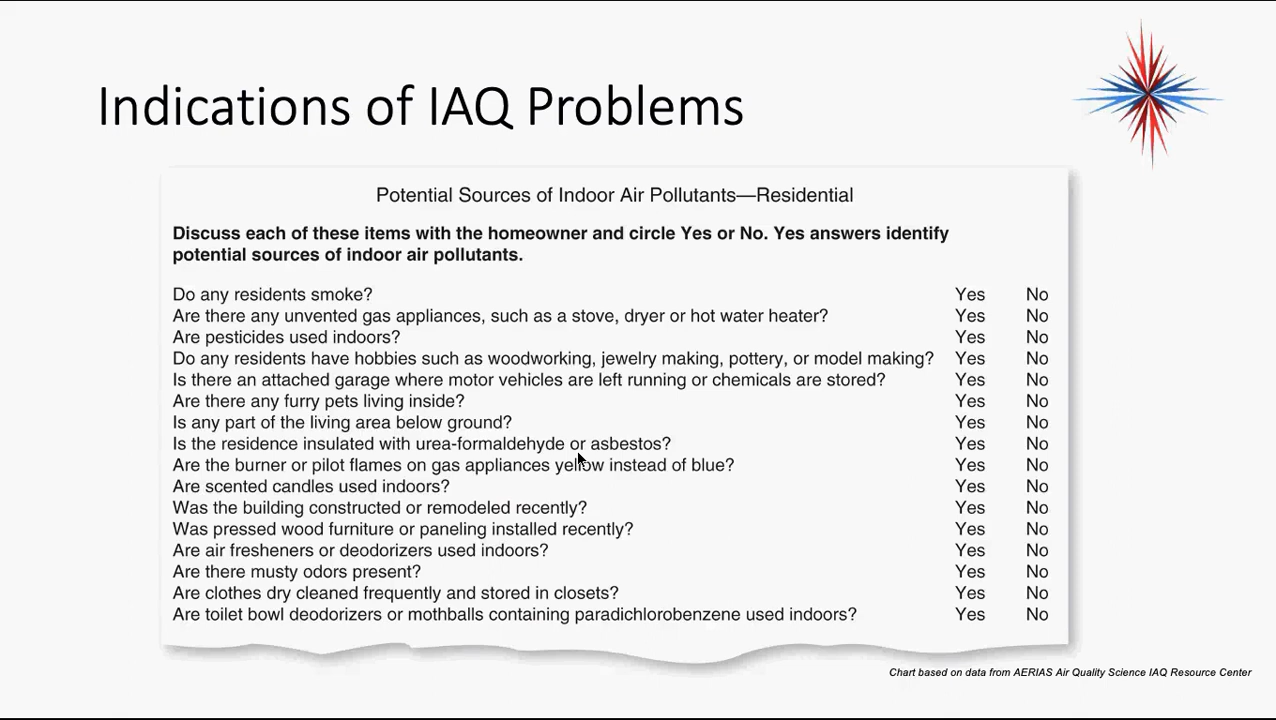 Indications of IAQ Problems
Potential Sources of Indoor Air Pollutants—Residential
Discuss each of these items with the homeowner and circle Yes or No. Yes answers identify
potential sources of indoor air pollutants.
Do any residents smoke? Yes No
Are there any unvented gas appliances, such as a stove, dryer or hot water heater? Yes No
Are pesticides used indoors? Yes No
Do any residents have hobbies such as woodworking, jewelry making, pottery, or model making? Yes No
Is there an attached garage where motor vehicles are left running or chemicals are stored? Yes No
Are there any furry pets living inside? Yes No
Is any part of the living area below ground? Yes No
Is the residence insulated with urea-formaldehyde or asbestos? Yes No
Are the burner or pilot flames on gas appliances yellow instead of blue? Yes No
Are scented candles used indoors? Yes No
Was the building constructed or remodeled recently? Yes No
Was pressed wood furniture or paneling installed recently? Yes No
Are air fresheners or deodorizers used indoors? Yes No
Are there musty odors present? Yes No
Are clothes dry cleaned frequently and stored in closets? Yes No
Are toilet bowl deodorizers or mothballs containing paradichlorobenzene used indoors? Yes No
Chart based on data from AERIAS Air Quality Science IAQ Resource Center